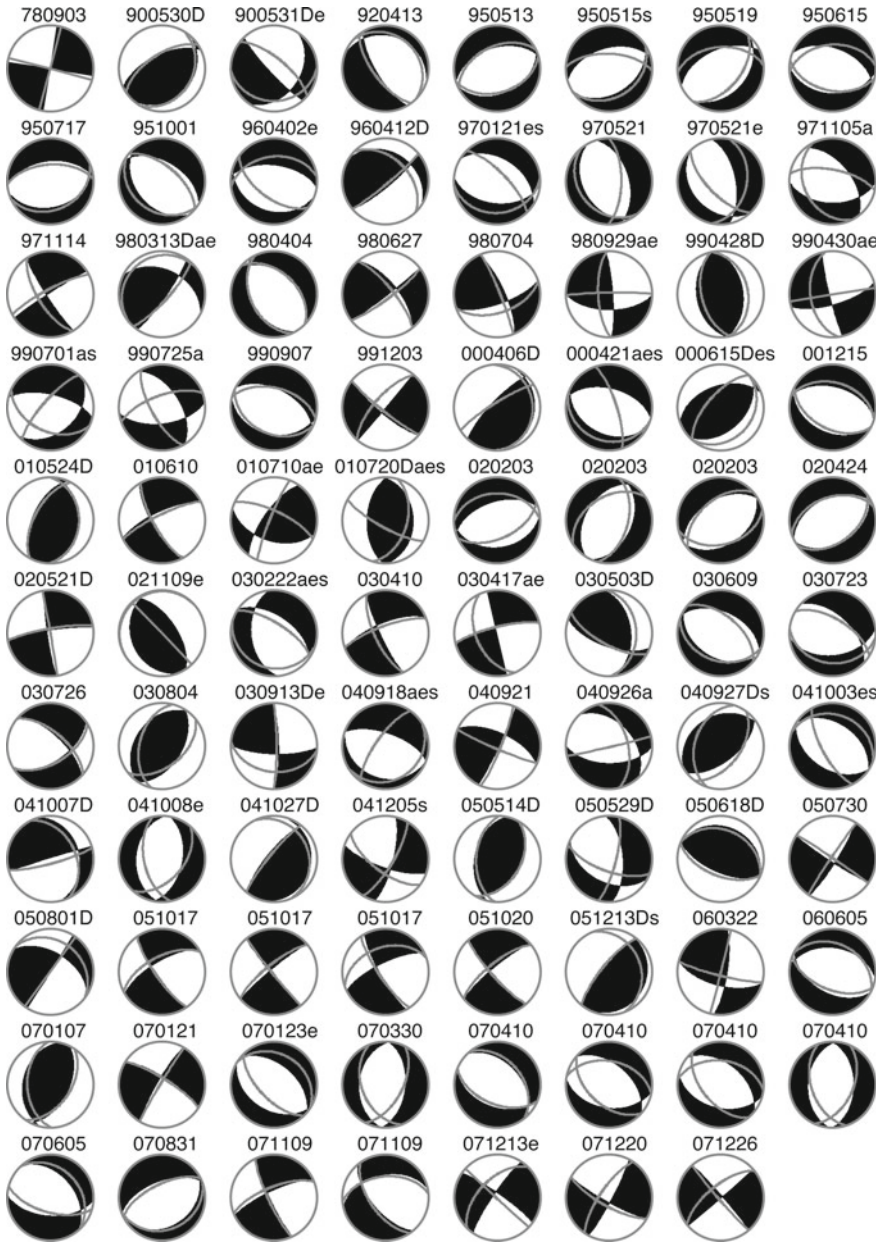 780903 900530D 900531De 920413 950513 950515s 950519 950615
950717 951001 960402e 960412D 970121es 970521 970521e 971105a
971114 980313Dae 980404 980627 980704 980929ae 990428D 990430ae
990701as 990725a 990907 991203 000406D 000421aes 000615Des 001215
010524D 010610 010710ae 010720Daes 020203 020203 020203 020424
020521D 021109e 030222aes 030410 030417ae 030503D 030609 030723
030726 030804 030913De 040918aes 040921 040926a 040927Ds 041003es
041007D 041008e 041027D 041205s 050514D 050529D 050618D 050730
050801D 051017 051017 051017 051020 051213Ds 060322 060605
070107 070121 070123e 070330 070410 070410 070410 070410
070605 070831 071109 071109 071213e 071220 071226